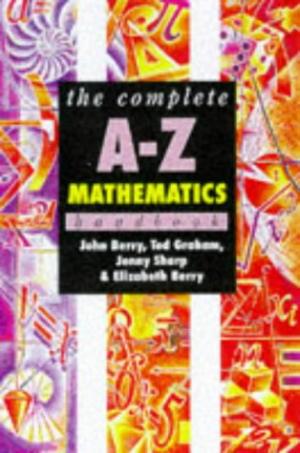 the complete
A-Z
MATHEMATICS
handbook
John Berry, Ted Graham,
Jenny Sharp
& Elizabeth Berry